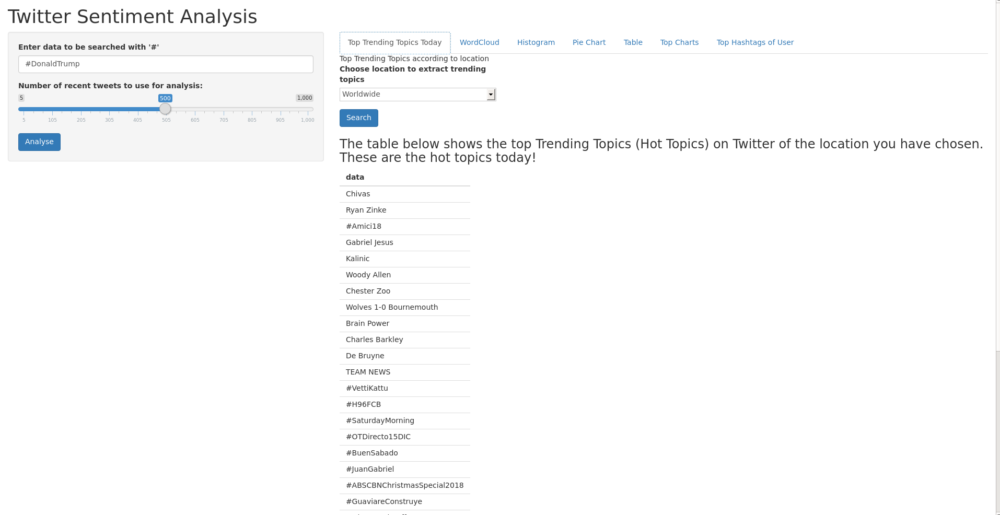 Twitter Sentiment Analysis
Enter data to be searched with '#'
#DonaldTrump
Number of recent tweets to use for analysis:
5 500 1,000
5 105 205 305 405 505 605 705 805 905 1,000
Analyse
Top Trending Topics Today WordCloud Histogram Pie Chart Table Top Charts Top Hashtags of User
Top Trending Topics according to location
Choose location to extract trending
topics
Worldwide
Search
The table below shows the top Trending Topics (Hot Topics) on Twitter of the location you have chosen.
These are the hot topics today!
data
Chivas
Ryan Zinke
#Amici18
Gabriel Jesus
Kalinic
Woody Allen
Chester Zoo
Wolves 1-0 Bournemouth
Brain Power
Charles Barkley
De Bruyne
TEAM NEWS
#VettiKattu
#H96FCB
#SaturdayMorning
#OTDirecto15DIC
#BuenSabado
#JuanGabriel
#ABSCBNChristmasSpecial2018
#GuaviareConstruye